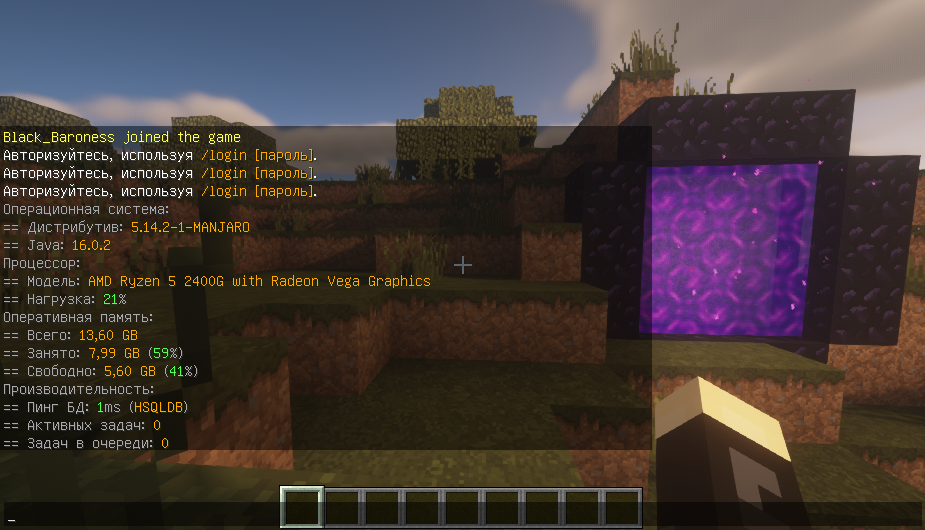 Black_Baroness joined the game
Авторизуйтесь, используя /login [пароль].
Авторизуйтесь, используя /login [пароль].
Авторизуйтесь, используя /login [пароль].
Операционная система:
== Дистрибутив: 5.14.2-1-MANJARO
== Java: 16.0.2
Процессор:
== Модель: AMD Ryzen 5 2400G with Radeon Vega Graphics
== Нагрузка: 21%
Оперативная память:
== Всего: 13,60 GB
== Занято: 7,99 GB (59%)
== Свободно: 5,60 GB (41%)
Производительность:
== Пинг БД: 1ms (HSQLDB)
== Активных задач: 0
== Задач в очереди: 0
_